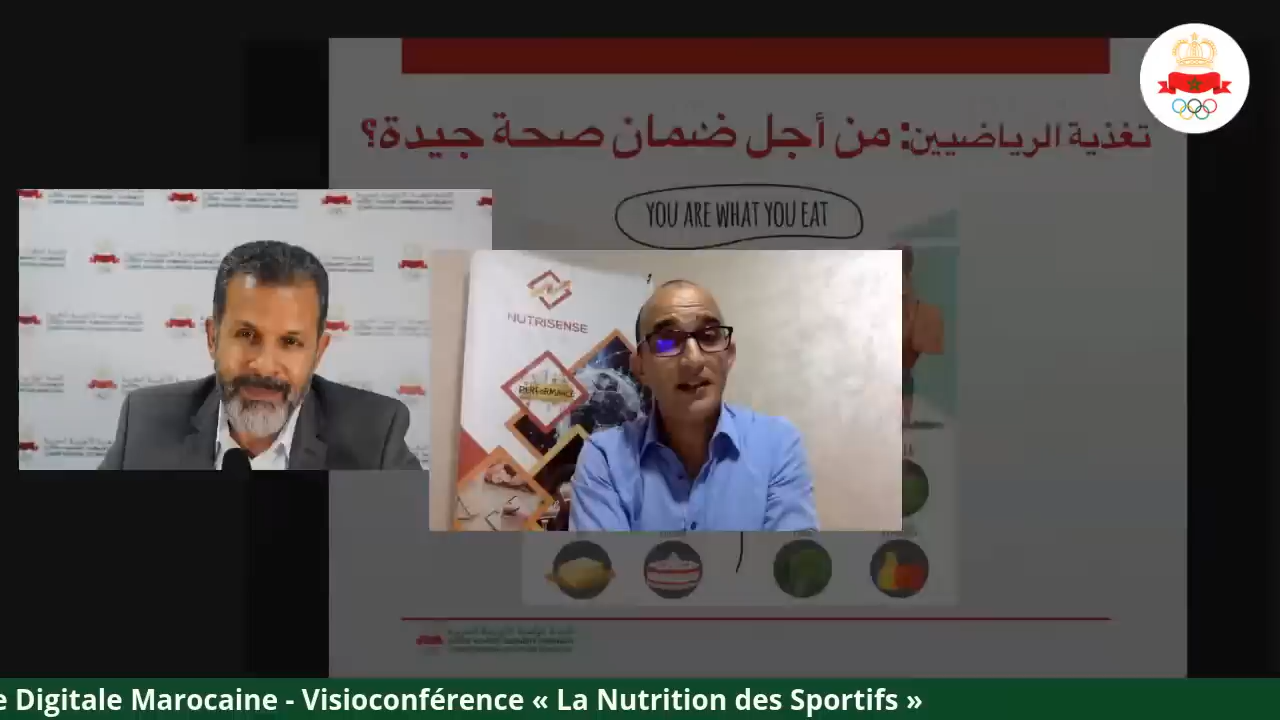 تغذية الرياضيين: من أجل ضمان صحة جيدة؟
YOU ARE WHAT YOU EAT
NUTRISENSE
PERFORMANCE
e Digitale Marocaine - Visioconférence « La Nutrition des Sportifs »